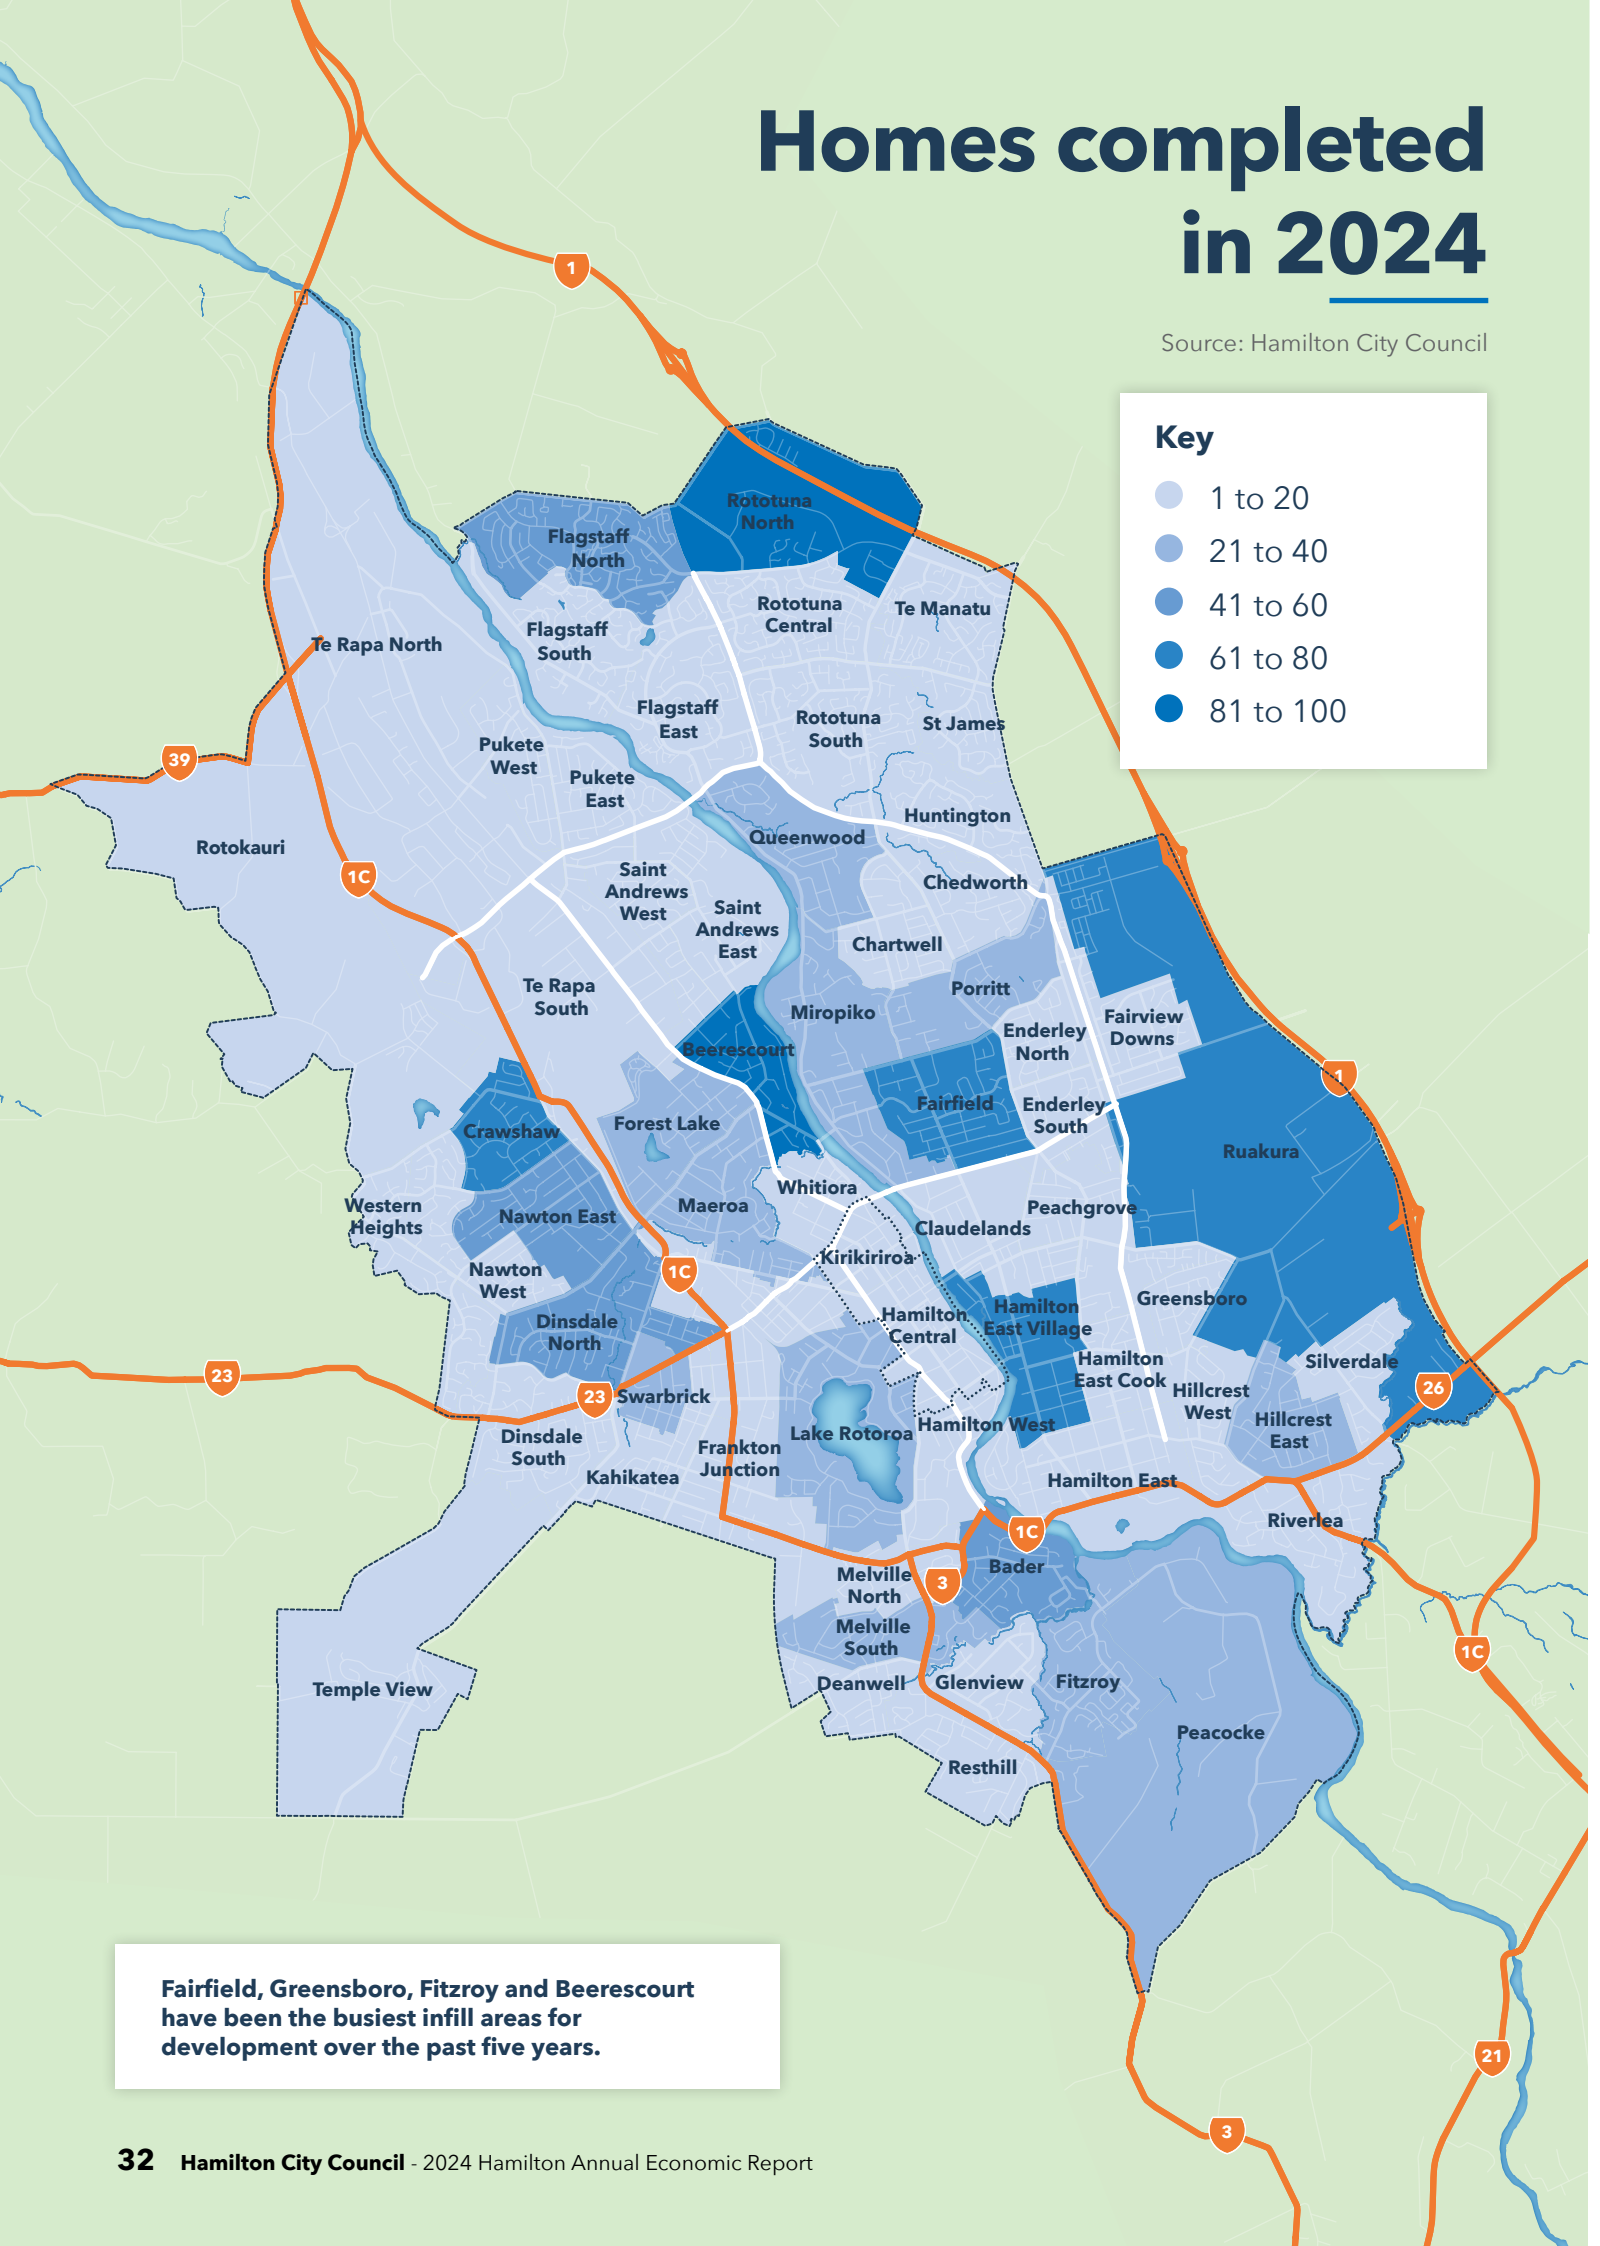 Homes completed
in 2024
Source: Hamilton City Council
Key
1 to 20
21 to 40
41 to 60
61 to 80
81 to 100
1
Rototuna
North
Flagstaff
North
Rototuna
Central
Te Manatu
Flagstaff
South
Te Rapa North
Flagstaff
East
Rototuna
South
St James
Pukete
West
39
Pukete
East
Huntington
Queenwood
Rotokauri
1C
Saint
Andrews
West
Chedworth
Saint
Andrews
East
Chartwell
Te Rapa
South
Porritt
Miropiko
Fairview
Downs
Enderley
North
Beerescourt
1
Fairfield
Enderley
South
Forest Lake
Crawshaw
Ruakura
Whitiora
Western
Heights
Nawton East
Maeroa
Peachgrove
Claudelands
Kirikiriroa
Nawton
West
1C
Greensboro
Hamilton
East Village
Hamilton
Central
Dinsdale
North
Silverdale
23
Hamilton
East Cook
26
23
Swarbrick
Hillcrest
West
Hillcrest
East
Hamilton West
Lake Rotoroa
Dinsdale
South
Frankton
Junction
Kahikatea
Hamilton East
Riverlea
1C
Bader
3
Melville
North
Melville
South
1C
Deanwell
Glenview
Fitzroy
Temple View
Peacocke
Resthill
Fairfield, Greensboro, Fitzroy and Beerescourt
have been the busiest infill areas for
development over the past five years.
21
3
32 Hamilton City Council - 2024 Hamilton Annual Economic Report